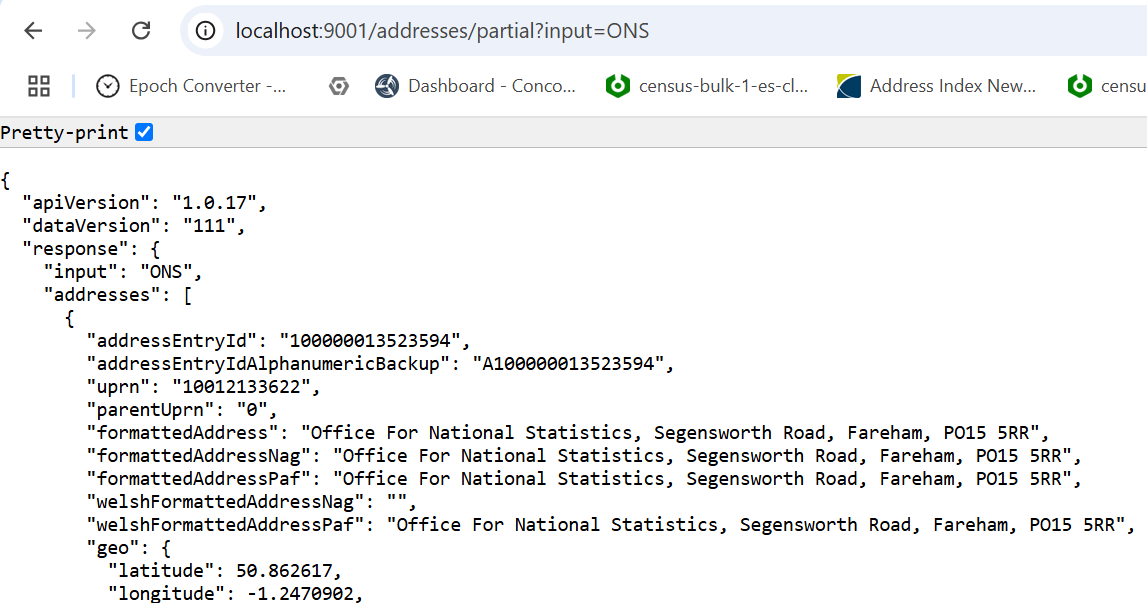 localhost:9001/addresses/partial?input=ONS
Epoch Converter -... Dashboard - Conco... census-bulk-1-es-cl... Address Index New... censu
Pretty-print
{
"apiVersion": "1.0.17",
"dataVersion": "111",
"response": {
"input": "ONS",
"addresses": [
{
"addressEntryId": "100000013523594",
"addressEntryIdAlphanumericBackup": "A100000013523594",
"uprn": "10012133622",
"parentUprn": "0",
"formattedAddress": "Office For National Statistics, Segensworth Road, Fareham, PO15 5RR",
"formattedAddressNag": "Office For National Statistics, Segensworth Road, Fareham, PO15 5RR",
"formattedAddressPaf": "Office For National Statistics, Segensworth Road, Fareham, PO15 5RR",
"welshFormattedAddressNag": "",
"welshFormattedAddressPaf": "Office For National Statistics, Segensworth Road, Fareham, PO15 5RR",
"geo": {
"latitude": 50.862617,
"longitude": -1.2470902,